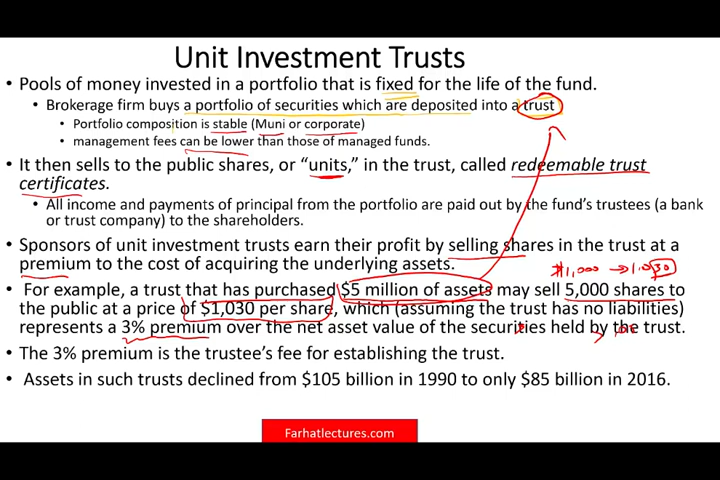 Unit Investment Trusts
• Pools of money invested in a portfolio that is fixed for the life of the fund.
• Brokerage firm buys a portfolio of securities which are deposited into a trust
• Portfolio composition is stable (Muni or corporate)
• management fees can be lower than those of managed funds.
• It then sells to the public shares, or “units,” in the trust, called redeemable trust
certificates.
• All income and payments of principal from the portfolio are paid out by the fund’s trustees (a bank
or trust company) to the shareholders.
• Sponsors of unit investment trusts earn their profit by selling shares in the trust at a
premium to the cost of acquiring the underlying assets.
$1,000 → 1.030
• For example, a trust that has purchased $5 million of assets may sell 5,000 shares to
the public at a price of $1,030 per share, which (assuming the trust has no liabilities)
represents a 3% premium over the net asset value of the securities held by the trust.
• The 3% premium is the trustee’s fee for establishing the trust.
• Assets in such trusts declined from $105 billion in 1990 to only $85 billion in 2016.
Farhatlectures.com